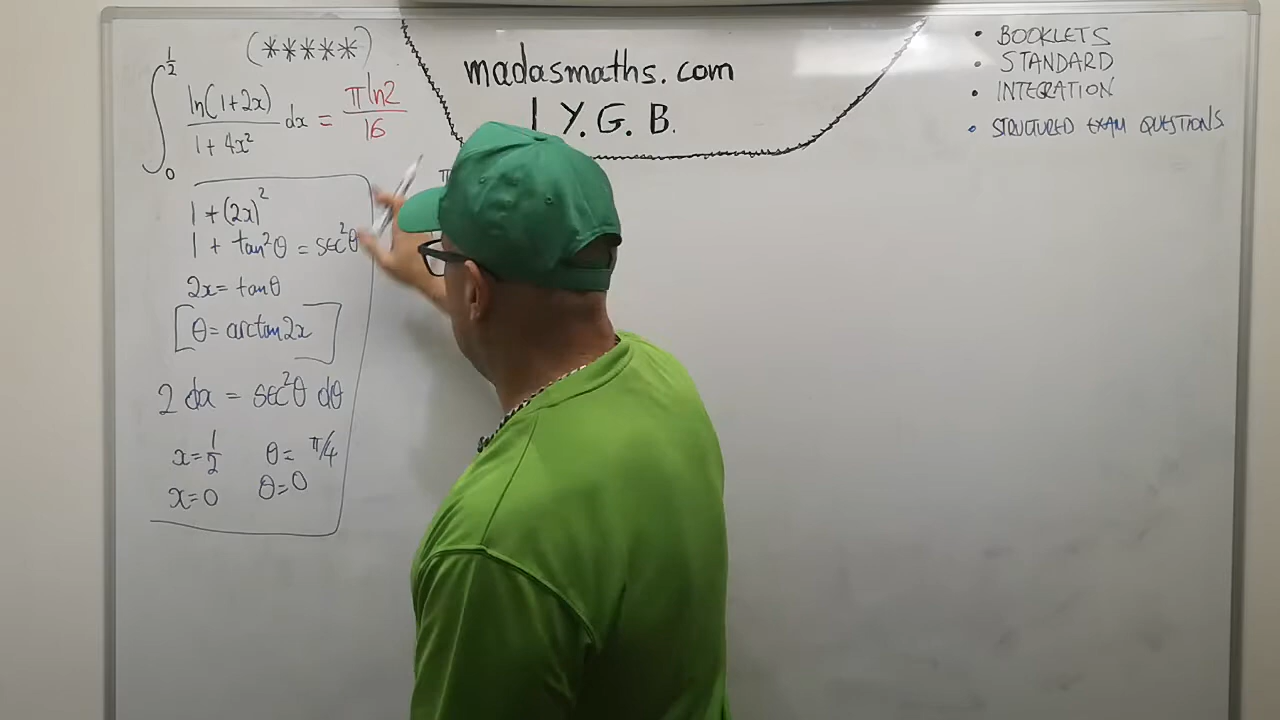 (*****)
∫₀^½ ln(1+2x)/(1+4x²) dx = πln2/16
1+(2x)²
1 + tan²θ = sec²θ
2x = tanθ
[θ = arctan2x]
2 dx = sec²θ dθ
x=1/2 θ= π/4
x=0 θ=0
madasmaths.com
I.Y.G.B.
π
• BOOKLETS
• STANDARD
• INTEGRATION
• STRUCTURED EXAM QUESTIONS